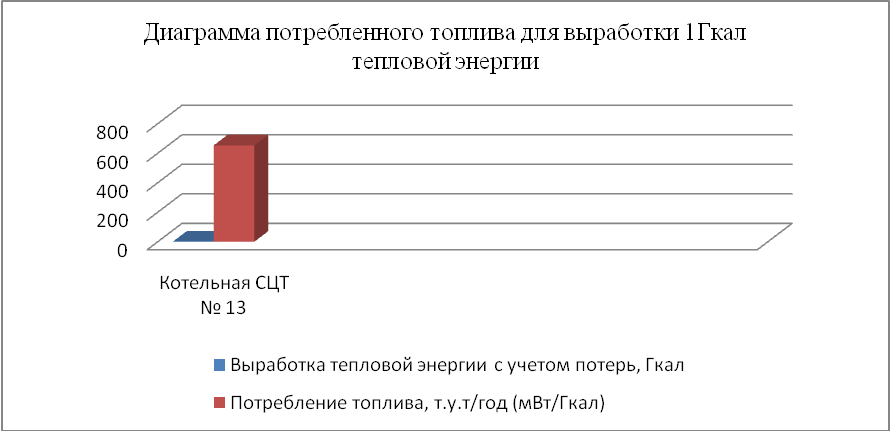 Диаграмма потребленного топлива для выработки 1Гкал
тепловой энергии
800
600
400
200
0
Котельная СЦТ
№ 13
Выработка тепловой энергии с учетом потерь, Гкал
Потребление топлива, т.у.т/год (мВт/Гкал)